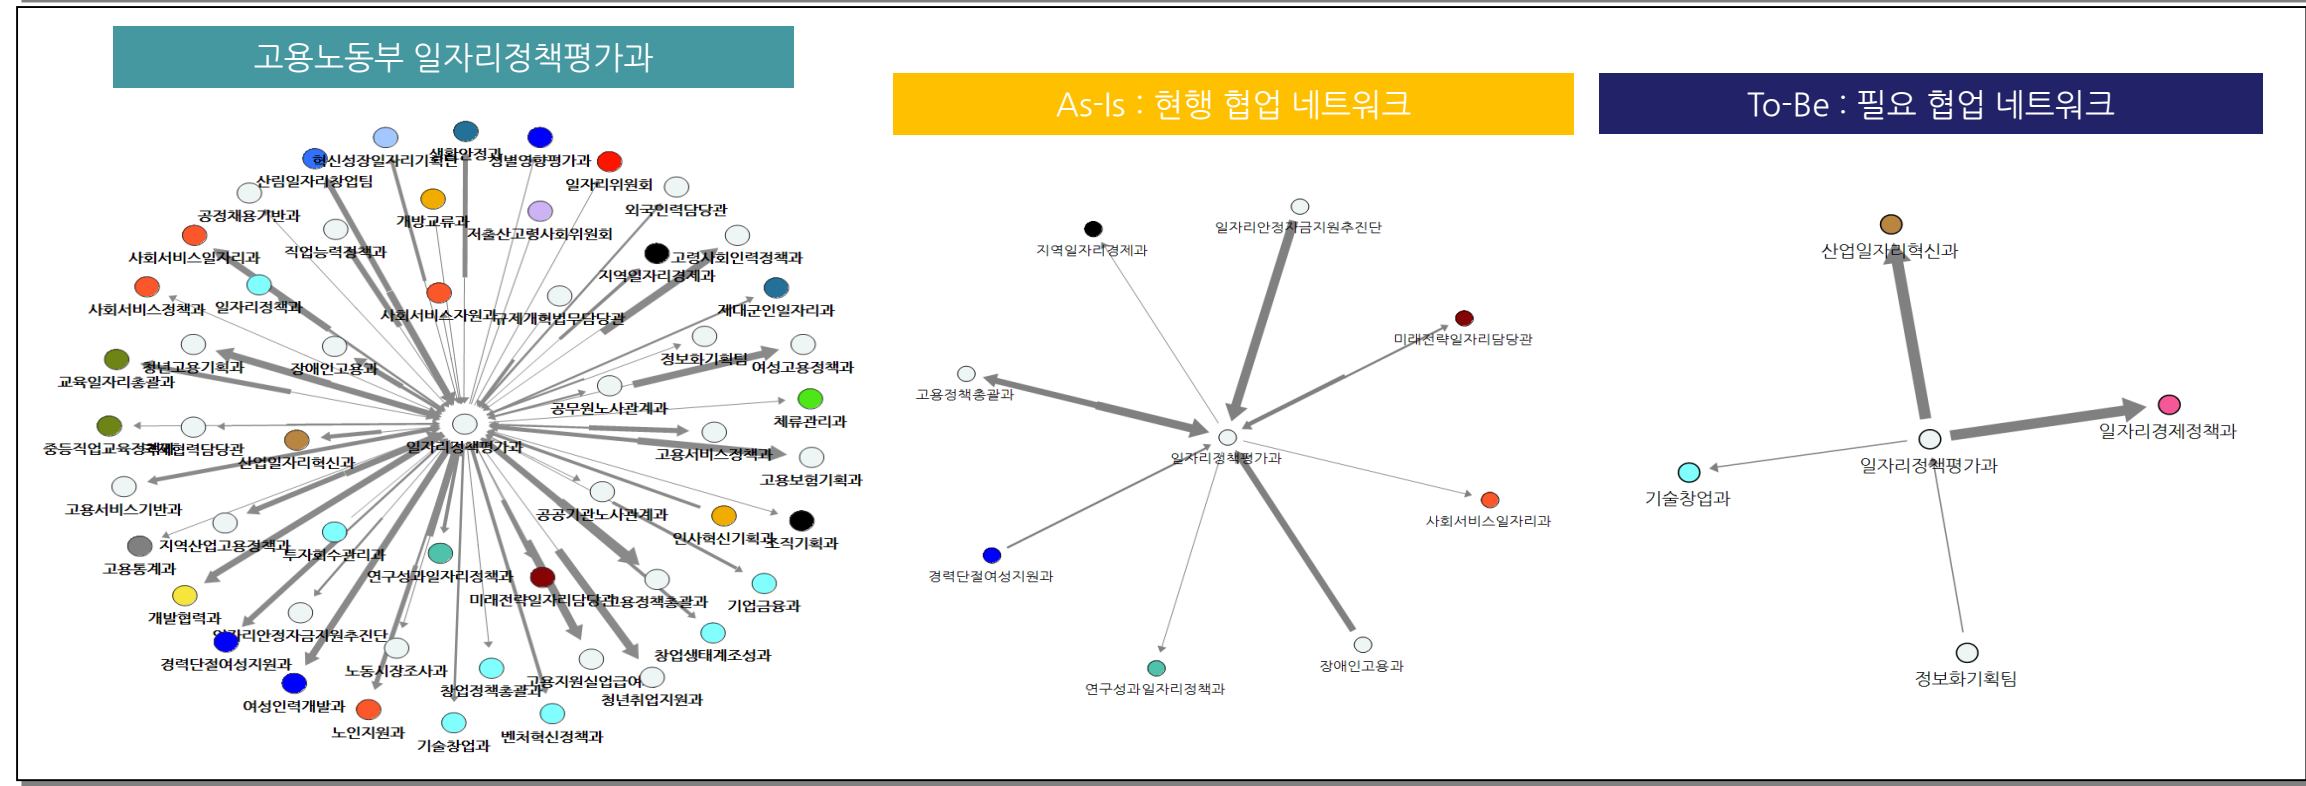 고용노동부 일자리정책평가과
As-Is : 현행 협업 네트워크
To-Be : 필요 협업 네트워크
혁신성장일자리기획단
생활안정과
성별영향평가과
산림일자리창업팀
일자리위원회
공정채용기반과
개방교류과
외국인력담당관
저출산고령사회위원회
사회서비스일자리과
직업능력정책과
고령사회인력정책과
지역일자리경제과
사회서비스정책과
일자리정책과
사회서비스자원과
규제개혁법무담당관
제대군인일자리과
청년고용기획과
장애인고용과
정보화기획팀
여성고용정책과
교육일자리총괄과
공무원노사관계과
체류관리과
중등직업교육정책과
국제협력담당관
산업일자리혁신과
일자리정책평가과
고용서비스정책과
고용보험기획과
고용서비스기반과
공공기관노사관계과
지역산업고용정책과
투자회수관리과
인사혁신기획과
조직기획과
고용통계과
연구성과일자리정책과
미래전략일자리담당관
고용정책총괄과
기업금융과
개발협력과
일자리안정자금지원추진단
경력단절여성지원과
노동시장조사과
창업정책총괄과
고용지원실업급여
창업생태계조성과
청년취업지원과
여성인력개발과
노인지원과
기술창업과
벤처혁신정책과
일자리안정자금지원추진단
지역일자리경제과
미래전략일자리담당관
고용정책총괄과
일자리정책평가과
사회서비스일자리과
경력단절여성지원과
장애인고용과
연구성과일자리정책과
산업일자리혁신과
일자리경제정책과
일자리정책평가과
기술창업과
정보화기획팀